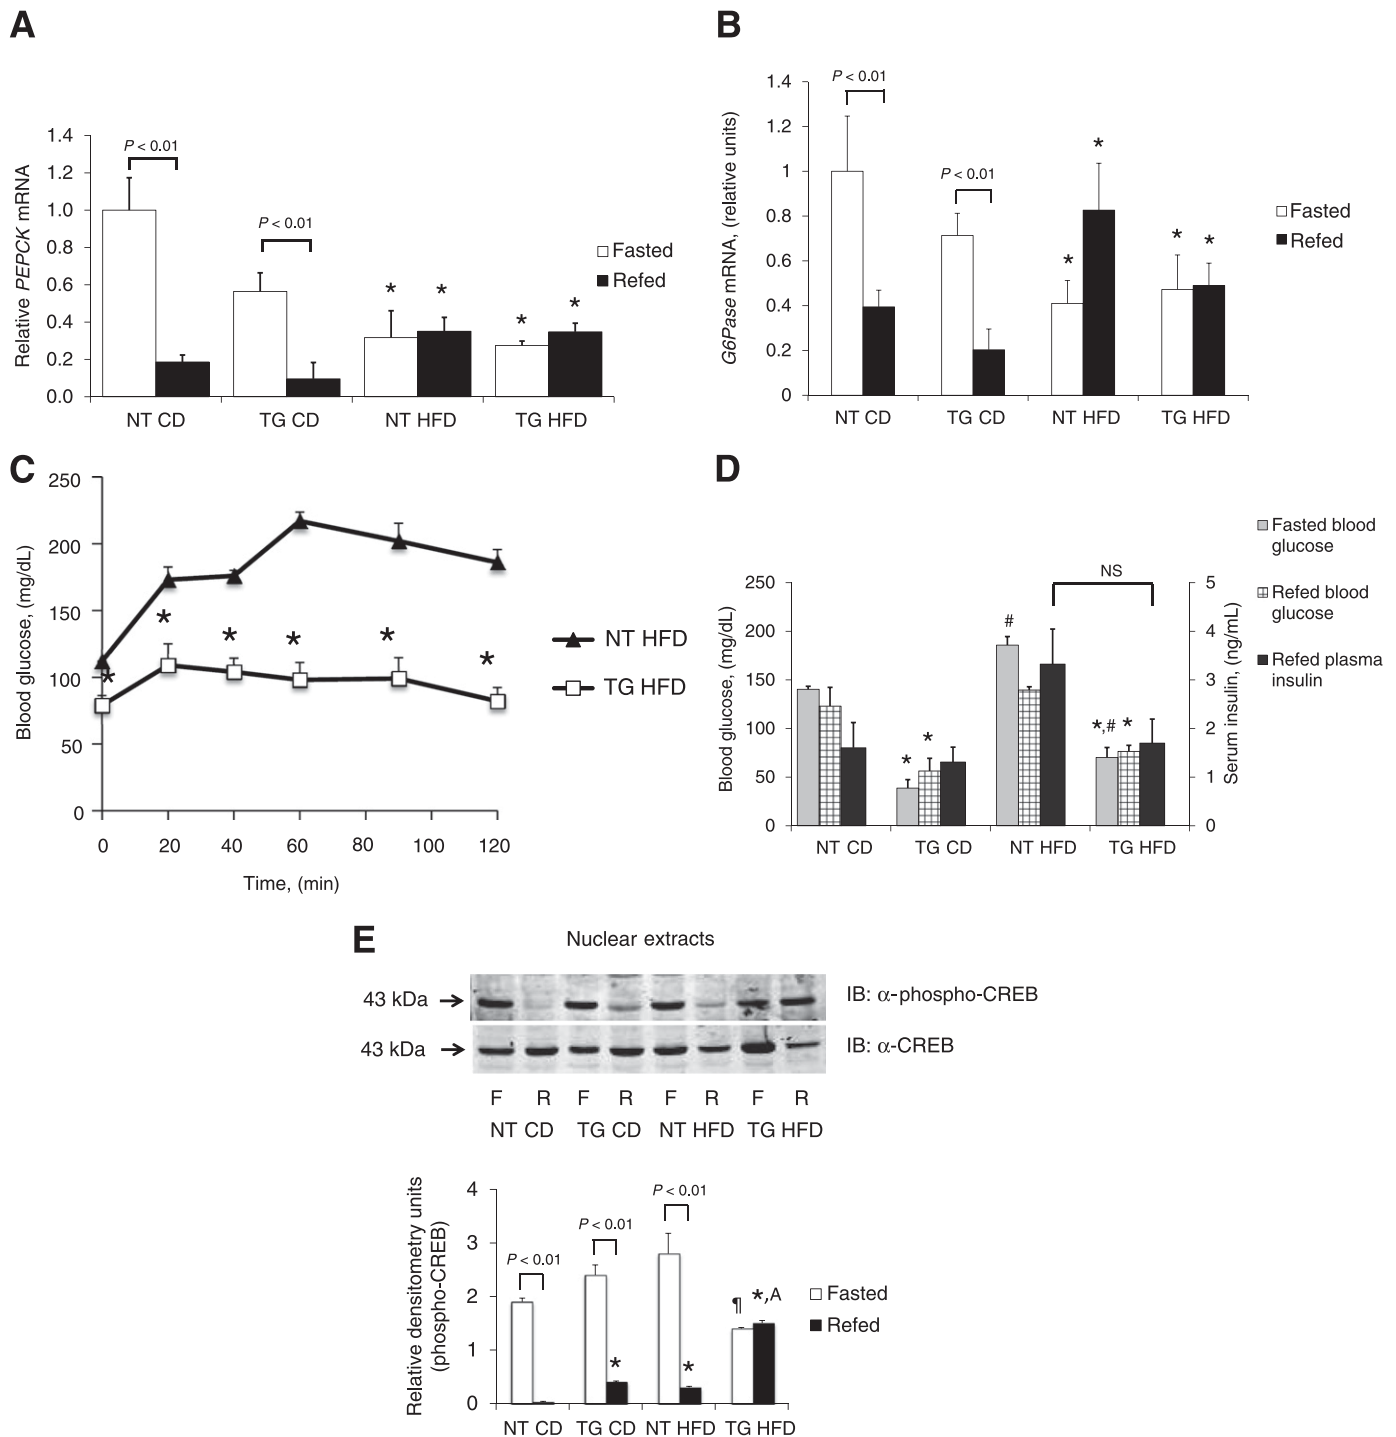 A
Relative PEPCK mRNA
1.4
1.2
1.0
0.8
0.6
0.4
0.2
0.0
P < 0.01
P < 0.01
*
*
*
*
Fasted
Refed
NT CD
TG CD
NT HFD
TG HFD
B
G6Pase mRNA, (relative units)
1.4
1.2
1
0.8
0.6
0.4
0.2
0
P < 0.01
P < 0.01
*
*
*
*
Fasted
Refed
NT CD
TG CD
NT HFD
TG HFD
C
Blood glucose, (mg/dL)
250
200
150
100
50
0
*
*
*
*
*
*
NT HFD
TG HFD
0
20
40
60
80
100
120
Time, (min)
D
Blood glucose, (mg/dL)
250
200
150
100
50
0
#
NS
*
*
*,#
*
5
4
3
2
1
0
Serum insulin, (ng/mL)
Fasted blood
glucose
Refed blood
glucose
Refed plasma
insulin
NT CD
TG CD
NT HFD
TG HFD
E
Nuclear extracts
43 kDa
IB: α-phospho-CREB
43 kDa
IB: α-CREB
F R F R F R F R
NT CD TG CD NT HFD TG HFD
Relative densitometry units
(phospho-CREB)
4
3
2
1
0
P < 0.01
P < 0.01
P < 0.01
*
*
¶
*,A
Fasted
Refed
NT CD
TG CD
NT HFD
TG HFD